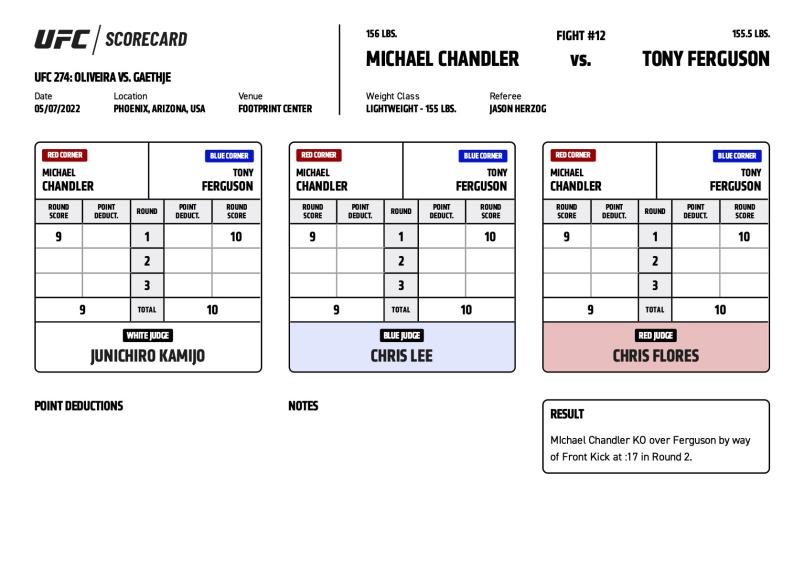 UFC / SCORECARD
UFC 274: OLIVEIRA VS. GAETHJE
Date Location Venue
05/07/2022 PHOENIX, ARIZONA, USA FOOTPRINT CENTER
156 LBS. FIGHT #12 155.5 LBS.
MICHAEL CHANDLER VS. TONY FERGUSON
Weight Class Referee
LIGHTWEIGHT - 155 LBS. JASON HERZOG
RED CORNER BLUE CORNER
MICHAEL TONY
CHANDLER FERGUSON
ROUND SCORE POINT DEDUCT. ROUND POINT DEDUCT. ROUND SCORE
9 1 10
2
3
9 TOTAL 10
WHITE JUDGE
JUNICHIRO KAMIJO
RED CORNER BLUE CORNER
MICHAEL TONY
CHANDLER FERGUSON
ROUND SCORE POINT DEDUCT. ROUND POINT DEDUCT. ROUND SCORE
9 1 10
2
3
9 TOTAL 10
BLUE JUDGE
CHRIS LEE
RED CORNER BLUE CORNER
MICHAEL TONY
CHANDLER FERGUSON
ROUND SCORE POINT DEDUCT. ROUND POINT DEDUCT. ROUND SCORE
9 1 10
2
3
9 TOTAL 10
RED JUDGE
CHRIS FLORES
POINT DEDUCTIONS
NOTES
RESULT
MIchael Chandler KO over Ferguson by way
of Front Kick at :17 in Round 2.